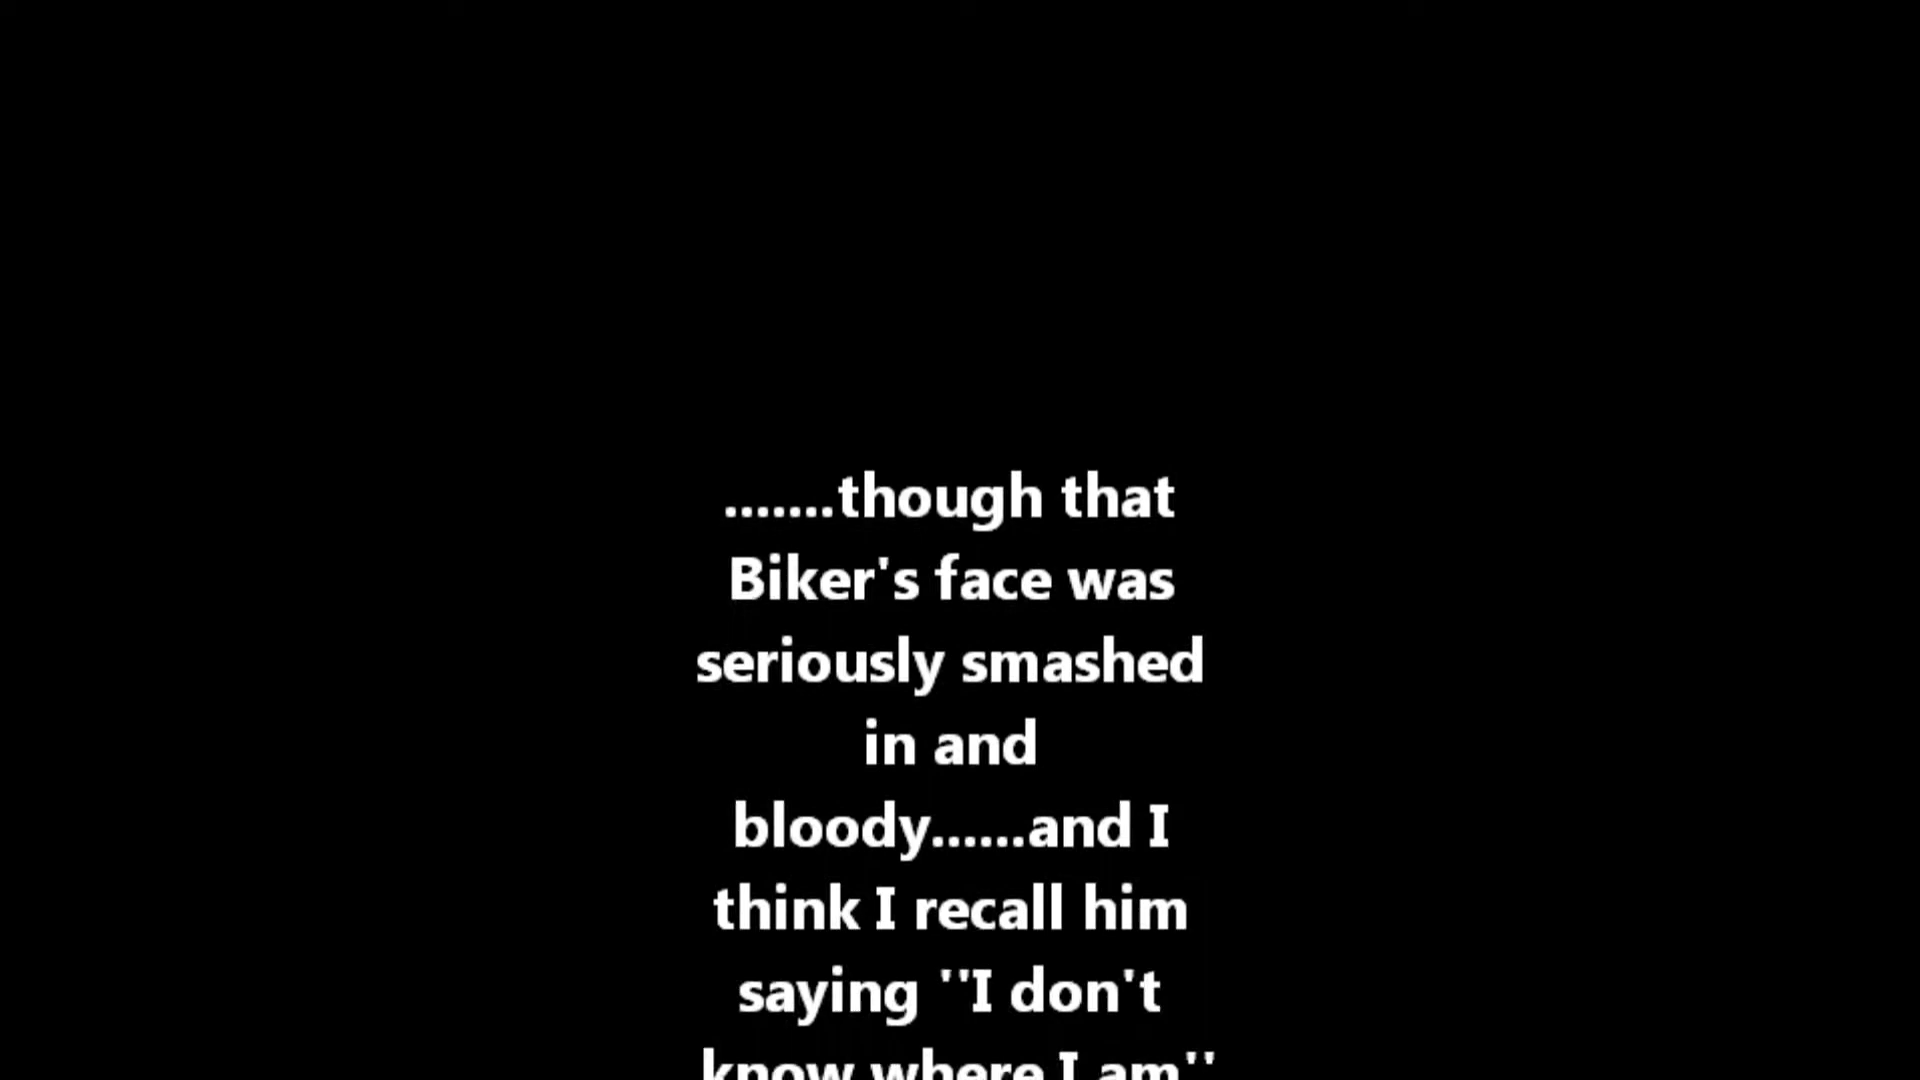 .......though that
Biker's face was
seriously smashed
in and
bloody......and I
think I recall him
saying ''I don't
know where I am''